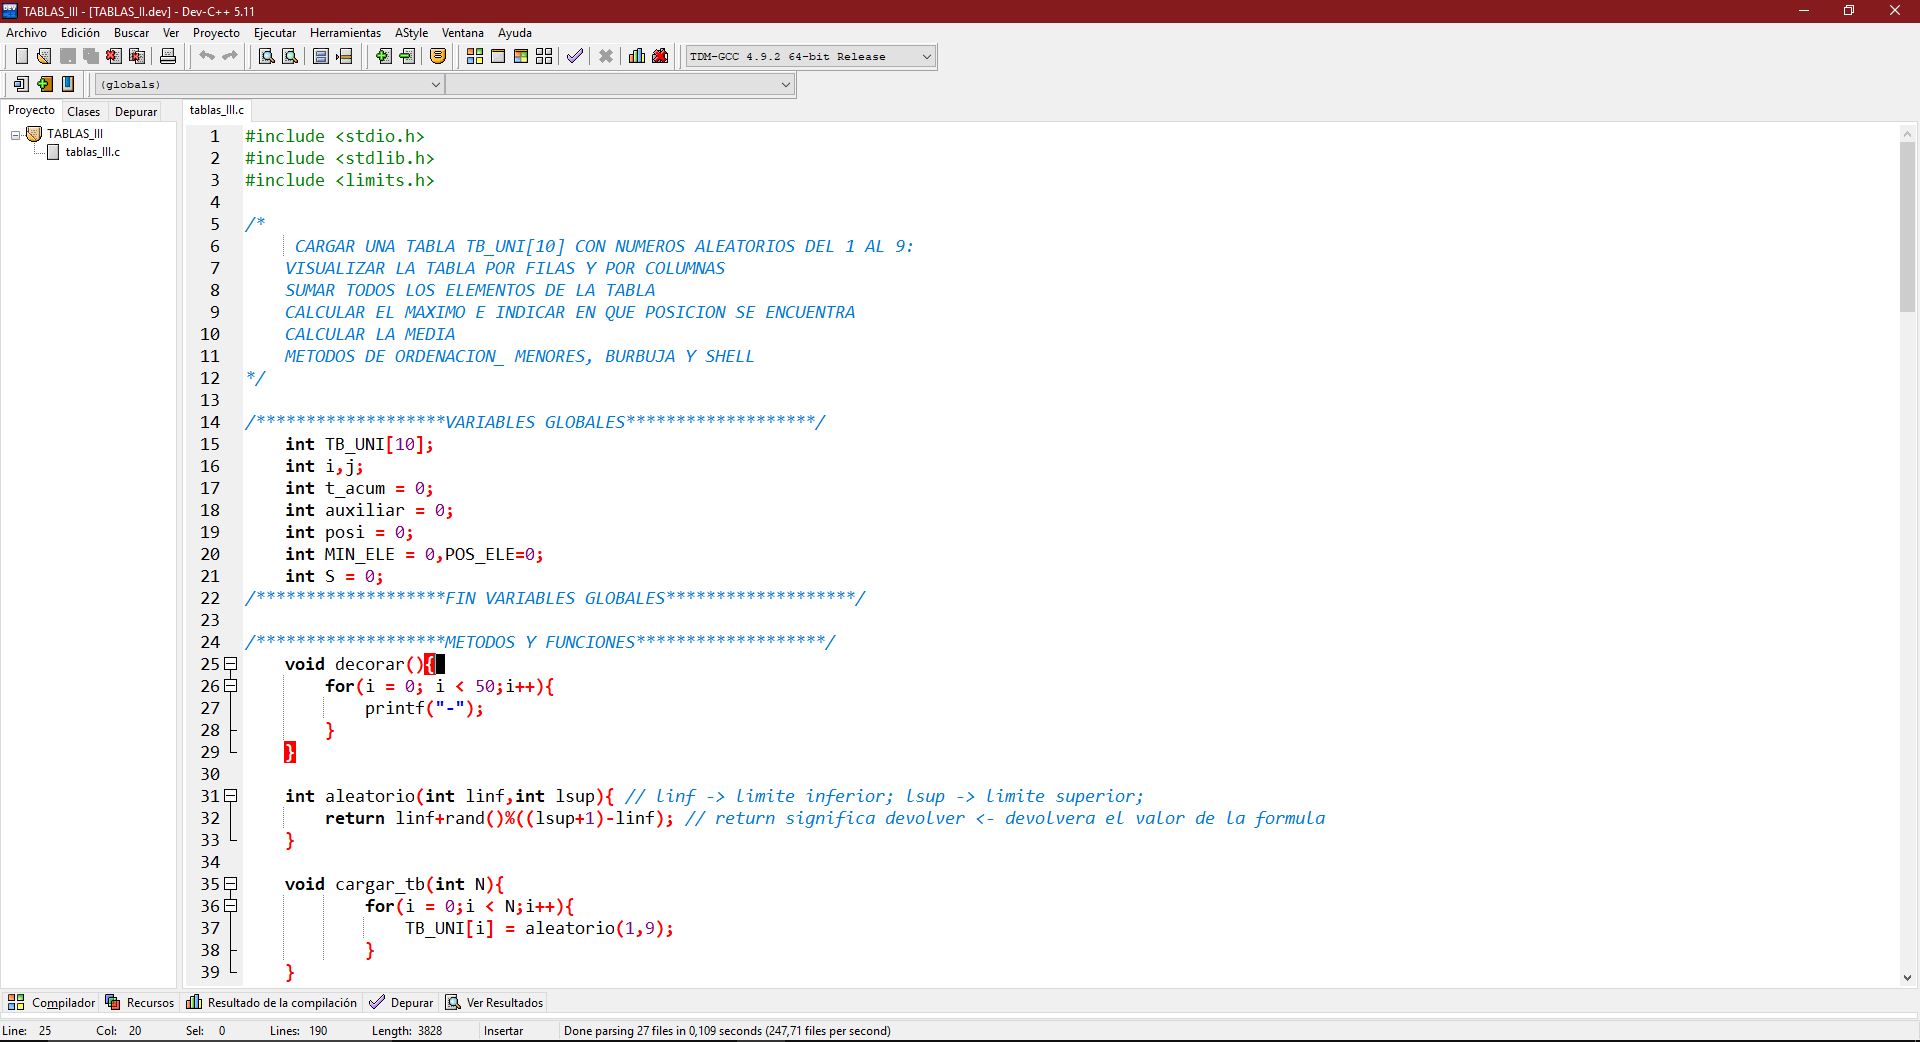 TABLAS_III - [TABLAS_II.dev] - Dev-C++ 5.11
Archivo Edición Buscar Ver Proyecto Ejecutar Herramientas AStyle Ventana Ayuda
TDM-GCC 4.9.2 64-bit Release
(globals)
Proyecto Clases Depurar
tablas_III.c
TABLAS_III
tablas_III.c
1 #include <stdio.h>
2 #include <stdlib.h>
3 #include <limits.h>
4
5 /*
6 CARGAR UNA TABLA TB_UNI[10] CON NUMEROS ALEATORIOS DEL 1 AL 9:
7 VISUALIZAR LA TABLA POR FILAS Y POR COLUMNAS
8 SUMAR TODOS LOS ELEMENTOS DE LA TABLA
9 CALCULAR EL MAXIMO E INDICAR EN QUE POSICION SE ENCUENTRA
10 CALCULAR LA MEDIA
11 METODOS DE ORDENACION_ MENORES, BURBUJA Y SHELL
12 */
13
14 /*******************VARIABLES GLOBALES*******************/
15 int TB_UNI[10];
16 int i,j;
17 int t_acum = 0;
18 int auxiliar = 0;
19 int posi = 0;
20 int MIN_ELE = 0,POS_ELE=0;
21 int S = 0;
22 /*******************FIN VARIABLES GLOBALES*******************/
23
24 /*******************METODOS Y FUNCIONES*******************/
25 void decorar(){
26 for(i = 0; i < 50;i++){
27 printf("-");
28 }
29 }
30
31 int aleatorio(int linf,int lsup){ // linf -> limite inferior; lsup -> limite superior;
32 return linf+rand()%((lsup+1)-linf); // return significa devolver <- devolvera el valor de la formula
33 }
34
35 void cargar_tb(int N){
36 for(i = 0;i < N;i++){
37 TB_UNI[i] = aleatorio(1,9);
38 }
39 }
Compilador Recursos Resultado de la compilación Depurar Ver Resultados
Line: 25 Col: 20 Sel: 0 Lines: 190 Length: 3828 Insertar Done parsing 27 files in 0,109 seconds (247,71 files per second)